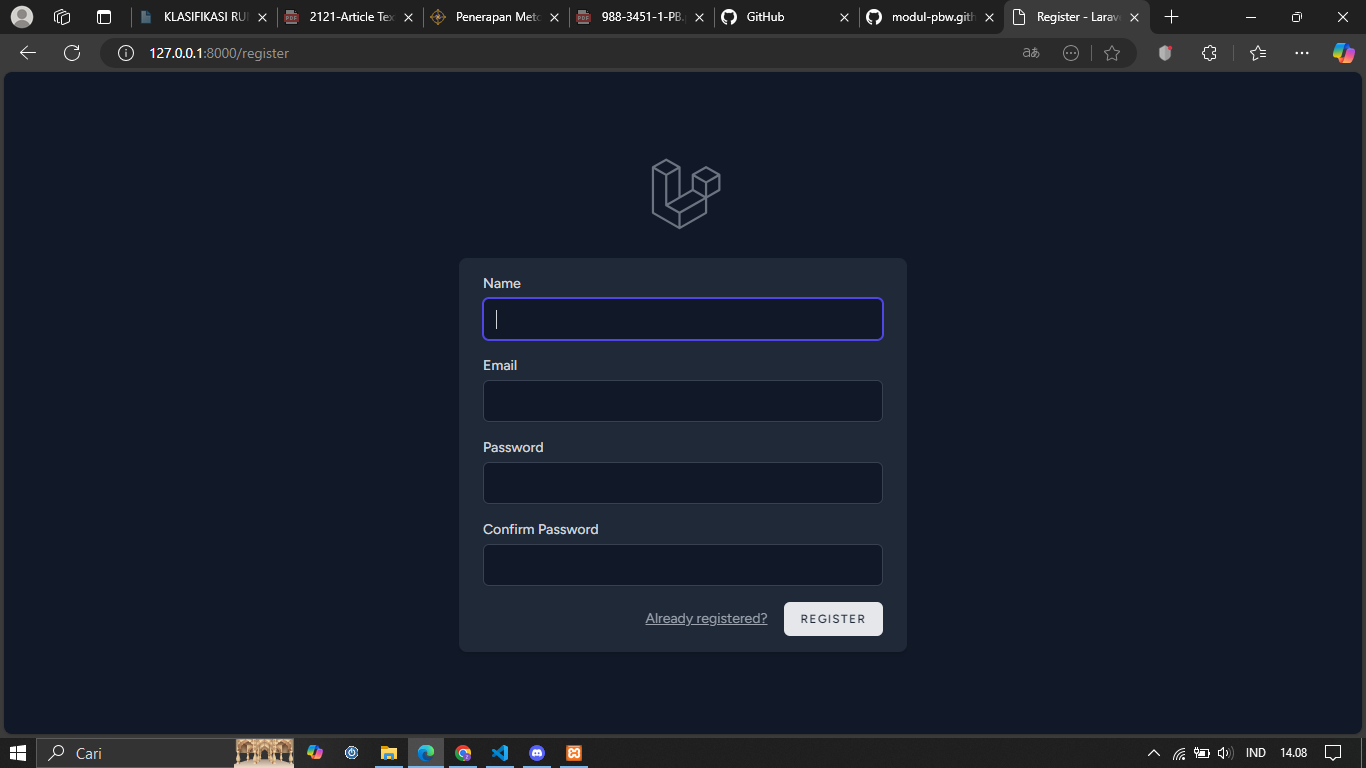 KLASIFIKASI RU
2121-Article Tex
Penerapan Meto
988-3451-1-PB.
GitHub
modul-pbw.gith
Register - Larav
127.0.0.1:8000/register
Name
Email
Password
Confirm Password
Already registered?
REGISTER
Cari
IND
14.08